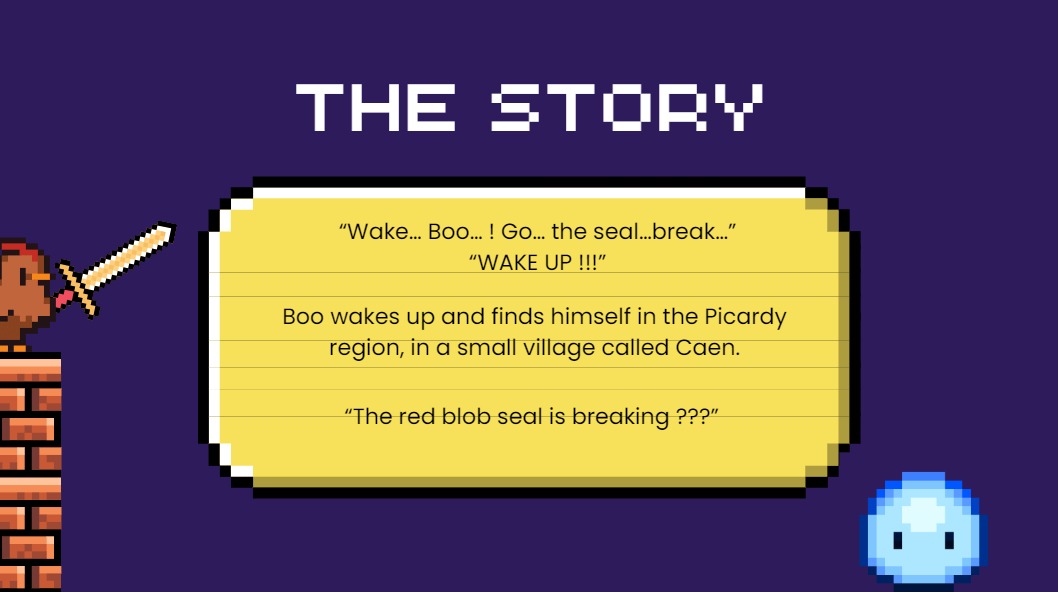 THE STORY
“Wake... Boo... ! Go... the seal...break...”
“WAKE UP !!!”
Boo wakes up and finds himself in the Picardy
region, in a small village called Caen.
“The red blob seal is breaking ???”